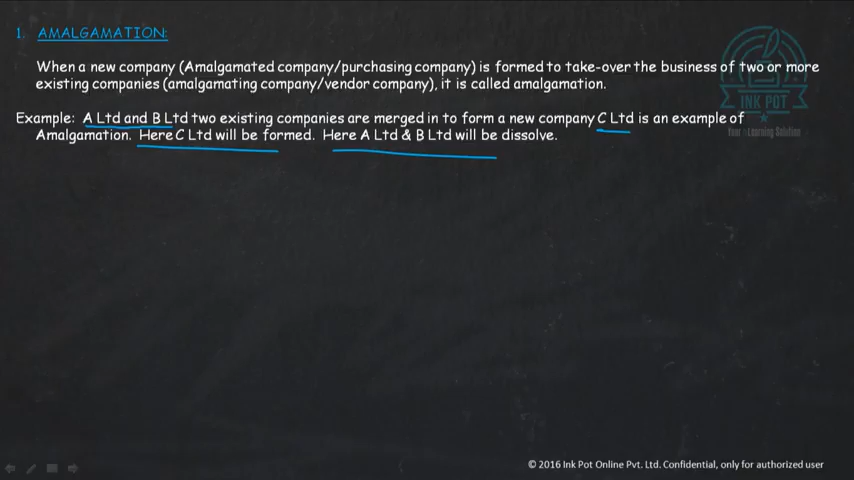 1. AMALGAMATION:
When a new company (Amalgamated company/purchasing company) is formed to take-over the business of two or more
existing companies (amalgamating company/vendor company), it is called amalgamation.
Example: A Ltd and B Ltd two existing companies are merged in to form a new company C Ltd is an example of
Amalgamation. Here C Ltd will be formed. Here A Ltd & B Ltd will be dissolve.
INK POT
Your e-Learning Solution
© 2016 Ink Pot Online Pvt. Ltd. Confidential, only for authorized user